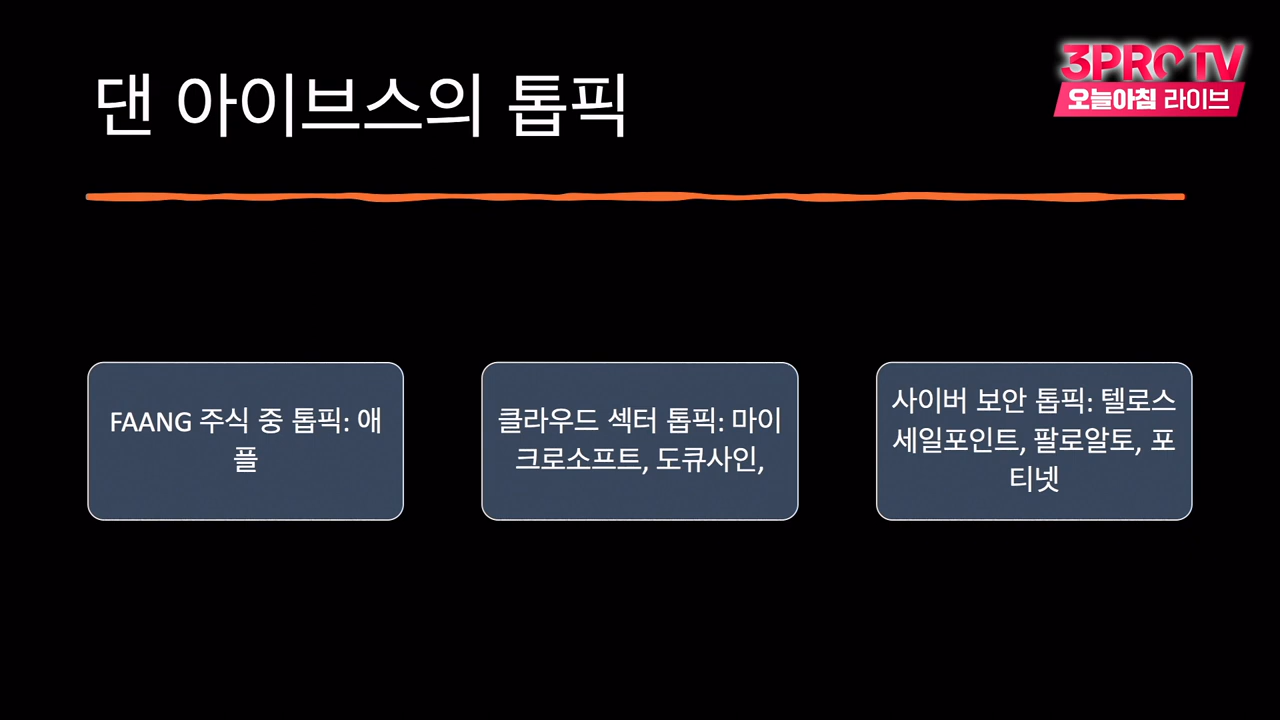 3PRO TV
오늘아침 라이브
댄 아이브스의 톱픽
FAANG 주식 중 톱픽: 애
플
클라우드 섹터 톱픽: 마이
크로소프트, 도큐사인,
사이버 보안 톱픽: 텔로스
세일포인트, 팔로알토, 포
티넷